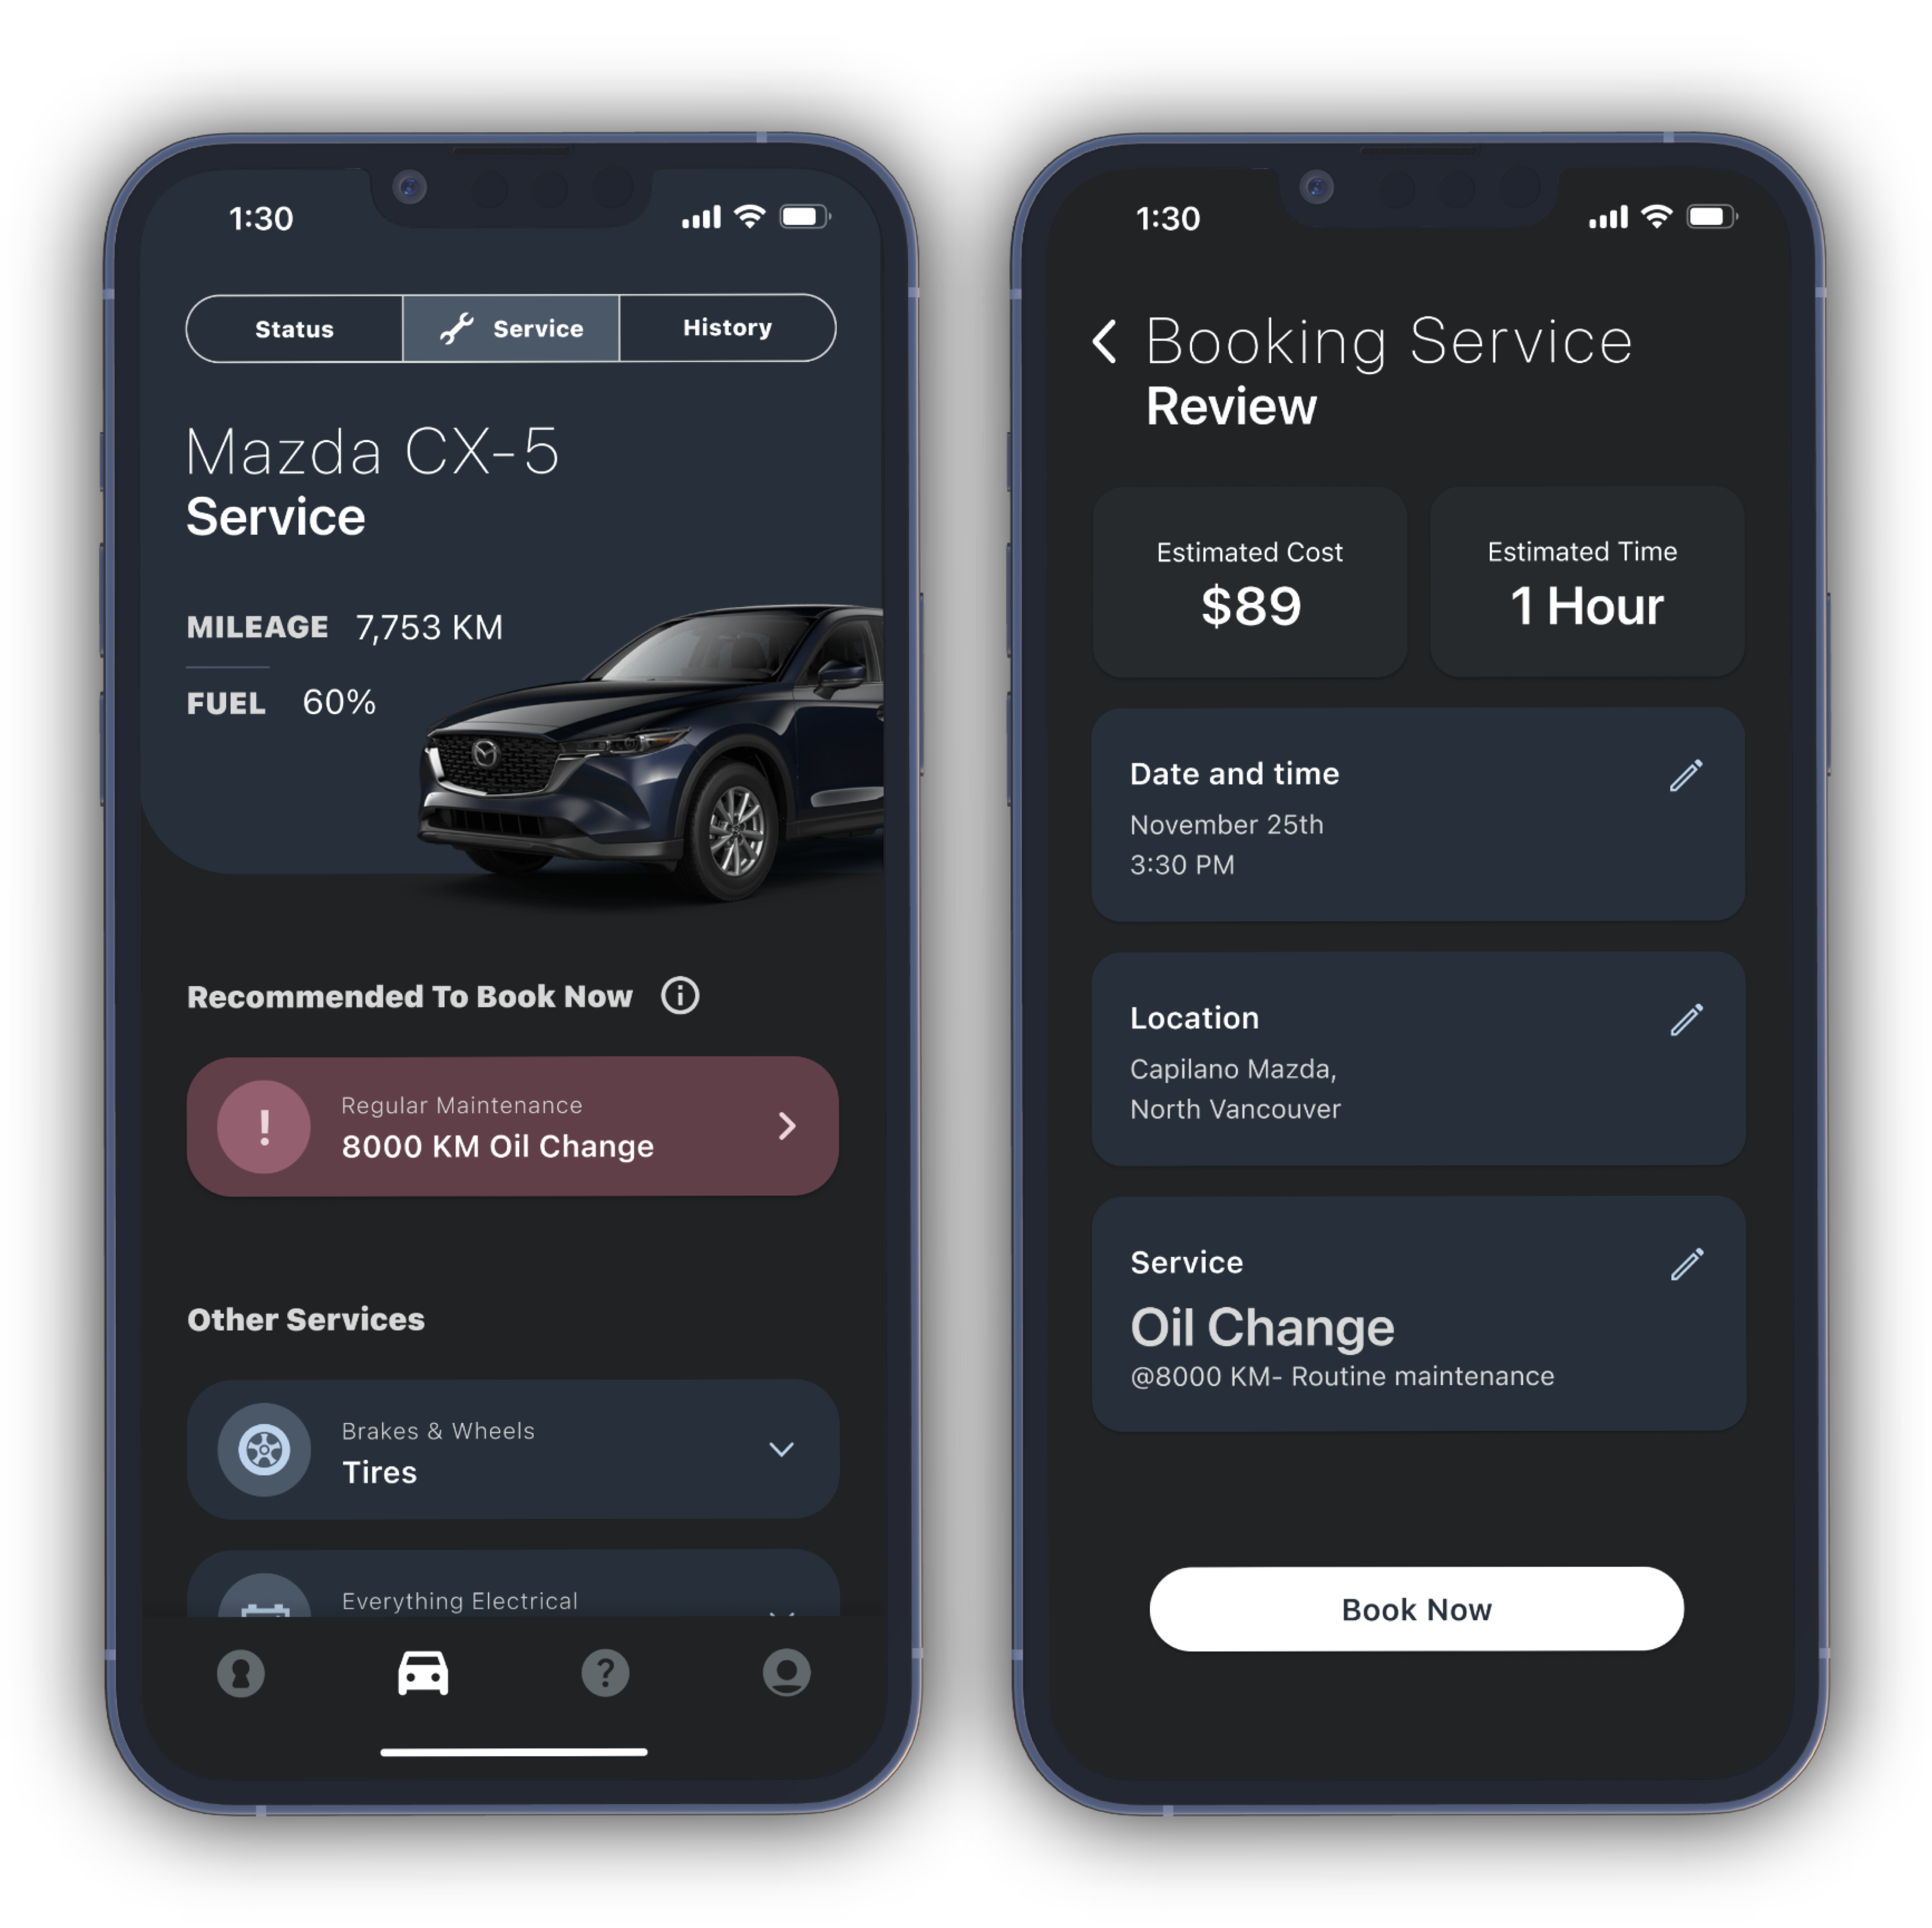 1:30
Status
Service
History
Mazda CX-5
Service
MILEAGE 7,753 KM
FUEL 60%
Recommended To Book Now
Regular Maintenance
8000 KM Oil Change
Other Services
Brakes & Wheels
Tires
Everything Electrical
1:30
Booking Service
Review
Estimated Cost
$89
Estimated Time
1 Hour
Date and time
November 25th
3:30 PM
Location
Capilano Mazda,
North Vancouver
Service
Oil Change
@8000 KM- Routine maintenance
Book Now